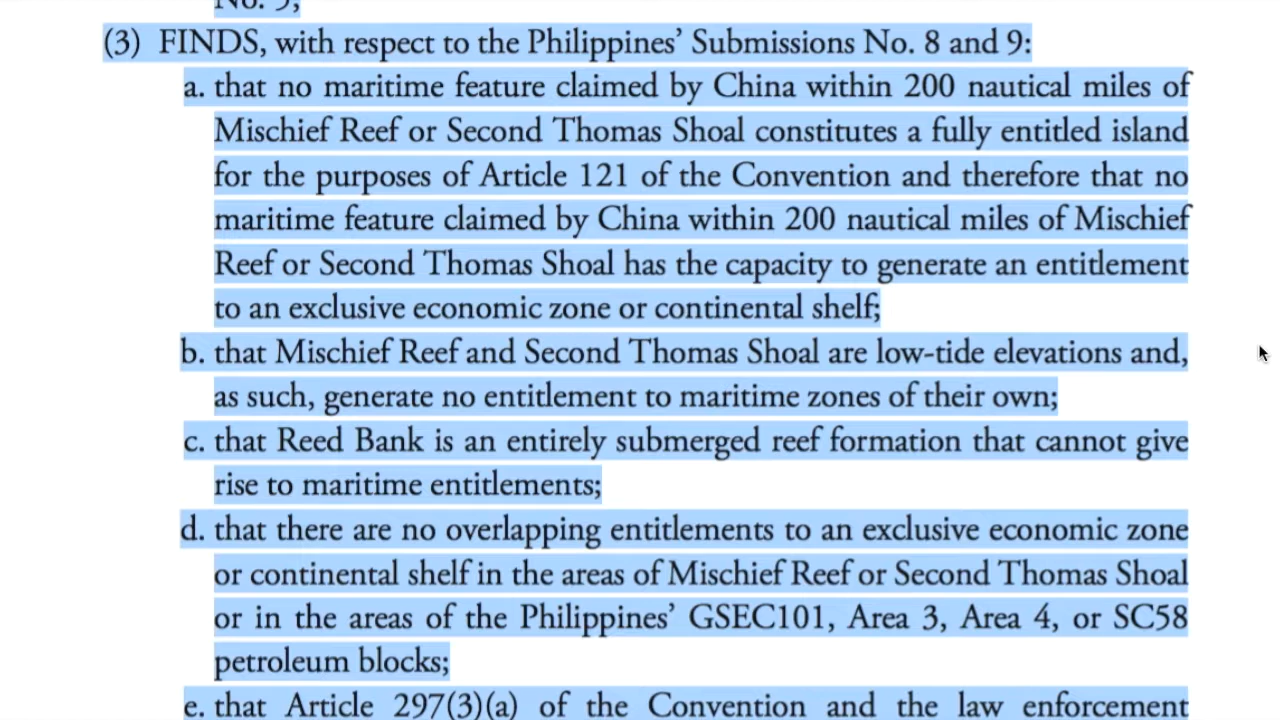 No. 5;
(3) FINDS, with respect to the Philippines’ Submissions No. 8 and 9:
a. that no maritime feature claimed by China within 200 nautical miles of
Mischief Reef or Second Thomas Shoal constitutes a fully entitled island
for the purposes of Article 121 of the Convention and therefore that no
maritime feature claimed by China within 200 nautical miles of Mischief
Reef or Second Thomas Shoal has the capacity to generate an entitlement
to an exclusive economic zone or continental shelf;
b. that Mischief Reef and Second Thomas Shoal are low-tide elevations and,
as such, generate no entitlement to maritime zones of their own;
c. that Reed Bank is an entirely submerged reef formation that cannot give
rise to maritime entitlements;
d. that there are no overlapping entitlements to an exclusive economic zone
or continental shelf in the areas of Mischief Reef or Second Thomas Shoal
or in the areas of the Philippines’ GSEC101, Area 3, Area 4, or SC58
petroleum blocks;
e. that Article 297(3)(a) of the Convention and the law enforcement